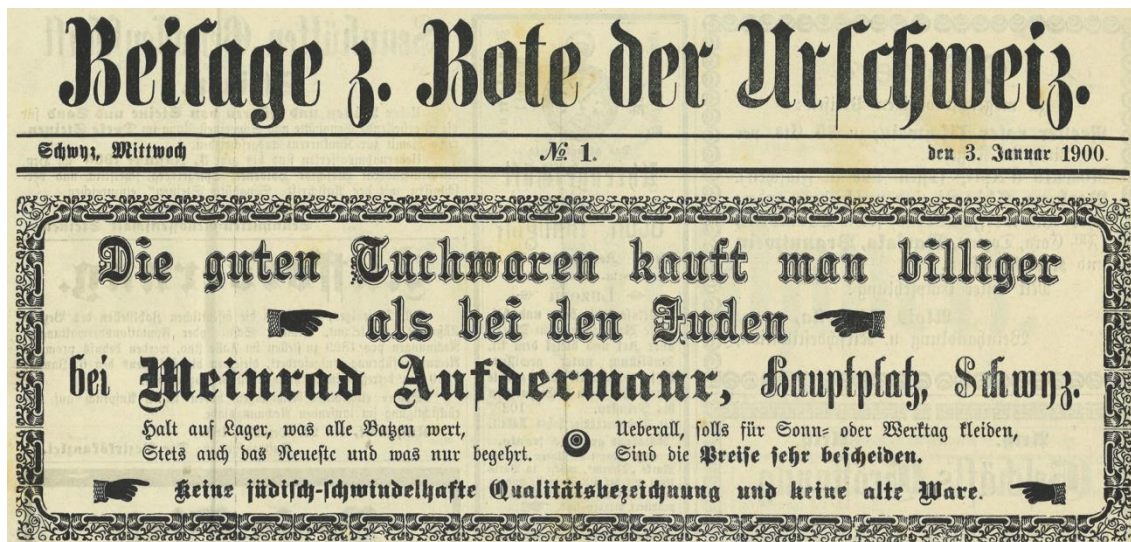 Beilage z. Bote der Urschweiz.
Schwyz, Mittwoch № 1. den 3. Januar 1900.
Die guten Tuchwaren kauft man billiger
als bei den Juden
bei Meinrad Aufdermaur, Hauptplatz, Schwyz.
Halt auf Lager, was alle Batzen wert,
Stets auch das Neueste und was nur begehrt.
Ueberall, solls für Sonn- oder Werktag kleiden,
Sind die Preise sehr bescheiden.
Keine jüdisch-schwindelhafte Qualitätsbezeichnung und keine alte Ware.